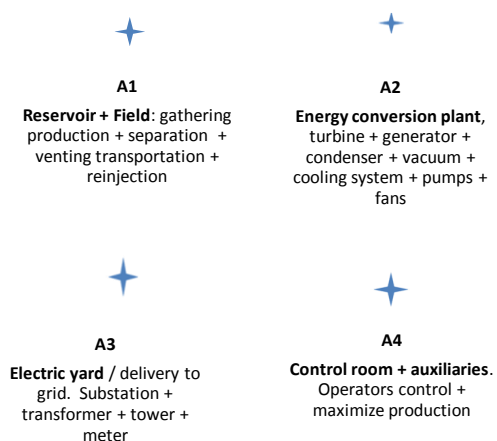 A1
Reservoir + Field: gathering
production + separation +
venting transportation +
reinjection
A2
Energy conversion plant,
turbine + generator +
condenser + vacuum +
cooling system + pumps +
fans
A3
Electric yard / delivery to
grid. Substation +
transformer + tower +
meter
A4
Control room + auxiliaries.
Operators control +
maximize production